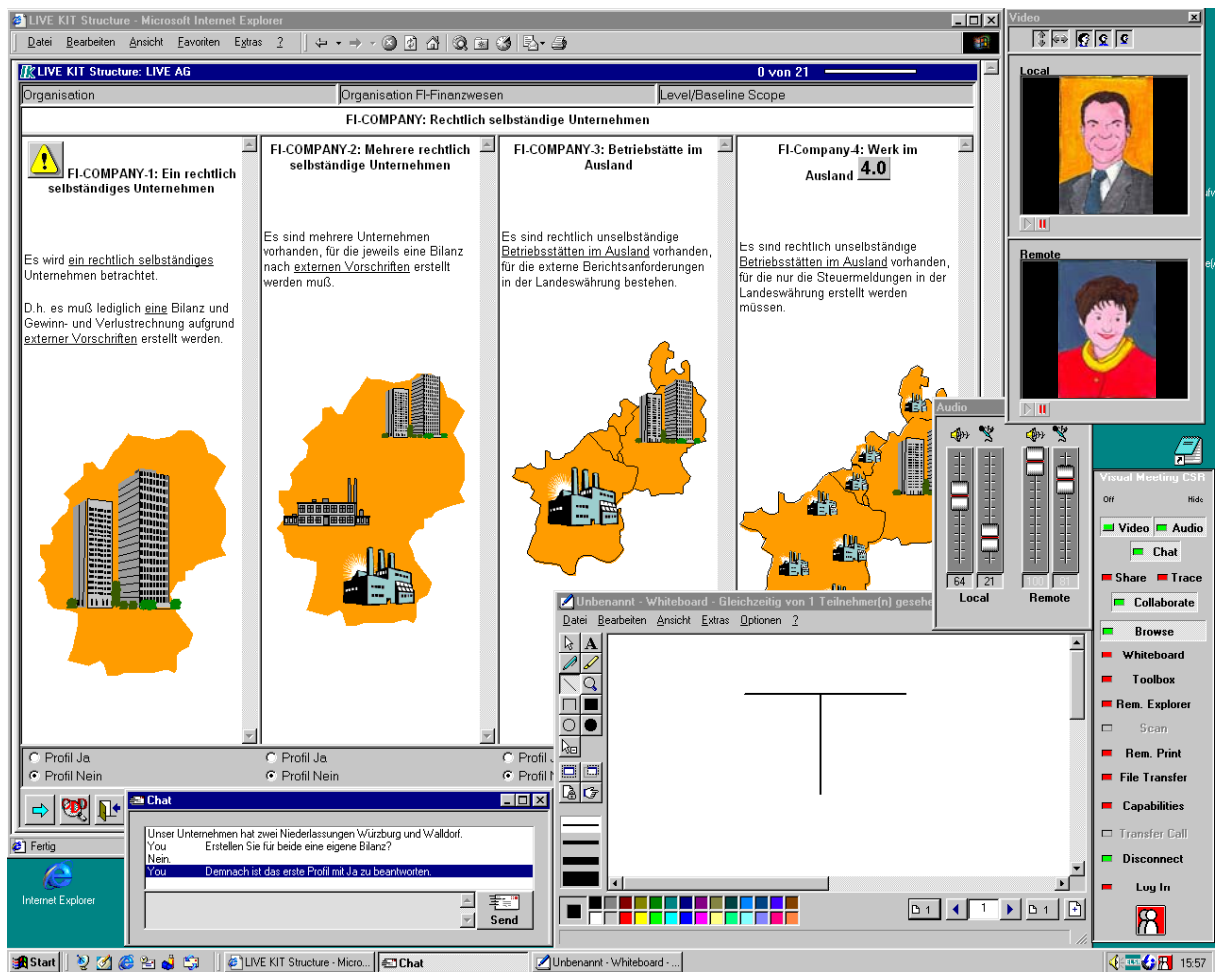 LIVE KIT Structure - Microsoft Internet Explorer
Datei Bearbeiten Ansicht Favoriten Extras ?
LIVE KIT Structure: LIVE AG
0 von 21
Organisation
Organisation FI-Finanzwesen
Level/Baseline Scope
FI-COMPANY: Rechtlich selbständige Unternehmen
FI-COMPANY-1: Ein rechtlich
selbständiges Unternehmen
Es wird ein rechtlich selbständiges
Unternehmen betrachtet.
D.h. es muß lediglich eine Bilanz und
Gewinn- und Verlustrechnung aufgrund
externer Vorschriften erstellt werden.
FI-COMPANY-2: Mehrere rechtlich
selbständige Unternehmen
Es sind mehrere Unternehmen
vorhanden, für die jeweils eine Bilanz
nach externen Vorschriften erstellt
werden muß.
FI-COMPANY-3: Betriebstätte im
Ausland
Es sind rechtlich unselbständige
Betriebsstätten im Ausland vorhanden,
für die externe Berichtsanforderungen
in der Landeswährung bestehen.
FI-Company-4: Werk im
Ausland 4.0
Es sind rechtlich unselbständige
Betriebsstätten im Ausland vorhanden,
für die nur die Steuermeldungen in der
Landeswährung erstellt werden
müssen.
Profil Ja
Profil Nein
Profil Ja
Profil Nein
Profil
Profil
Fertig
Internet Explorer
Video
Local
Remote
Audio
64 21 100 81
Local Remote
Visual Meeting CSR
Off Hide
Video Audio
Chat
Share Trace
Collaborate
Browse
Whiteboard
Toolbox
Rem. Explorer
Scan
Rem. Print
File Transfer
Capabilities
Transfer Call
Disconnect
Log In
Chat
Unser Unternehmen hat zwei Niederlassungen Würzburg und Walldorf.
You Erstellen Sie für beide eine eigene Bilanz?
Nein.
You Demnach ist das erste Profil mit Ja zu beantworten.
Send
Unbenannt - Whiteboard - Gleichzeitig von 1 Teilnehmer(n) gesehe
Datei Bearbeiten Ansicht Extras Optionen ?
A
1 1 1
Start
LIVE KIT Structure - Micro...
Chat
Unbenannt - Whiteboard - ...
15:57